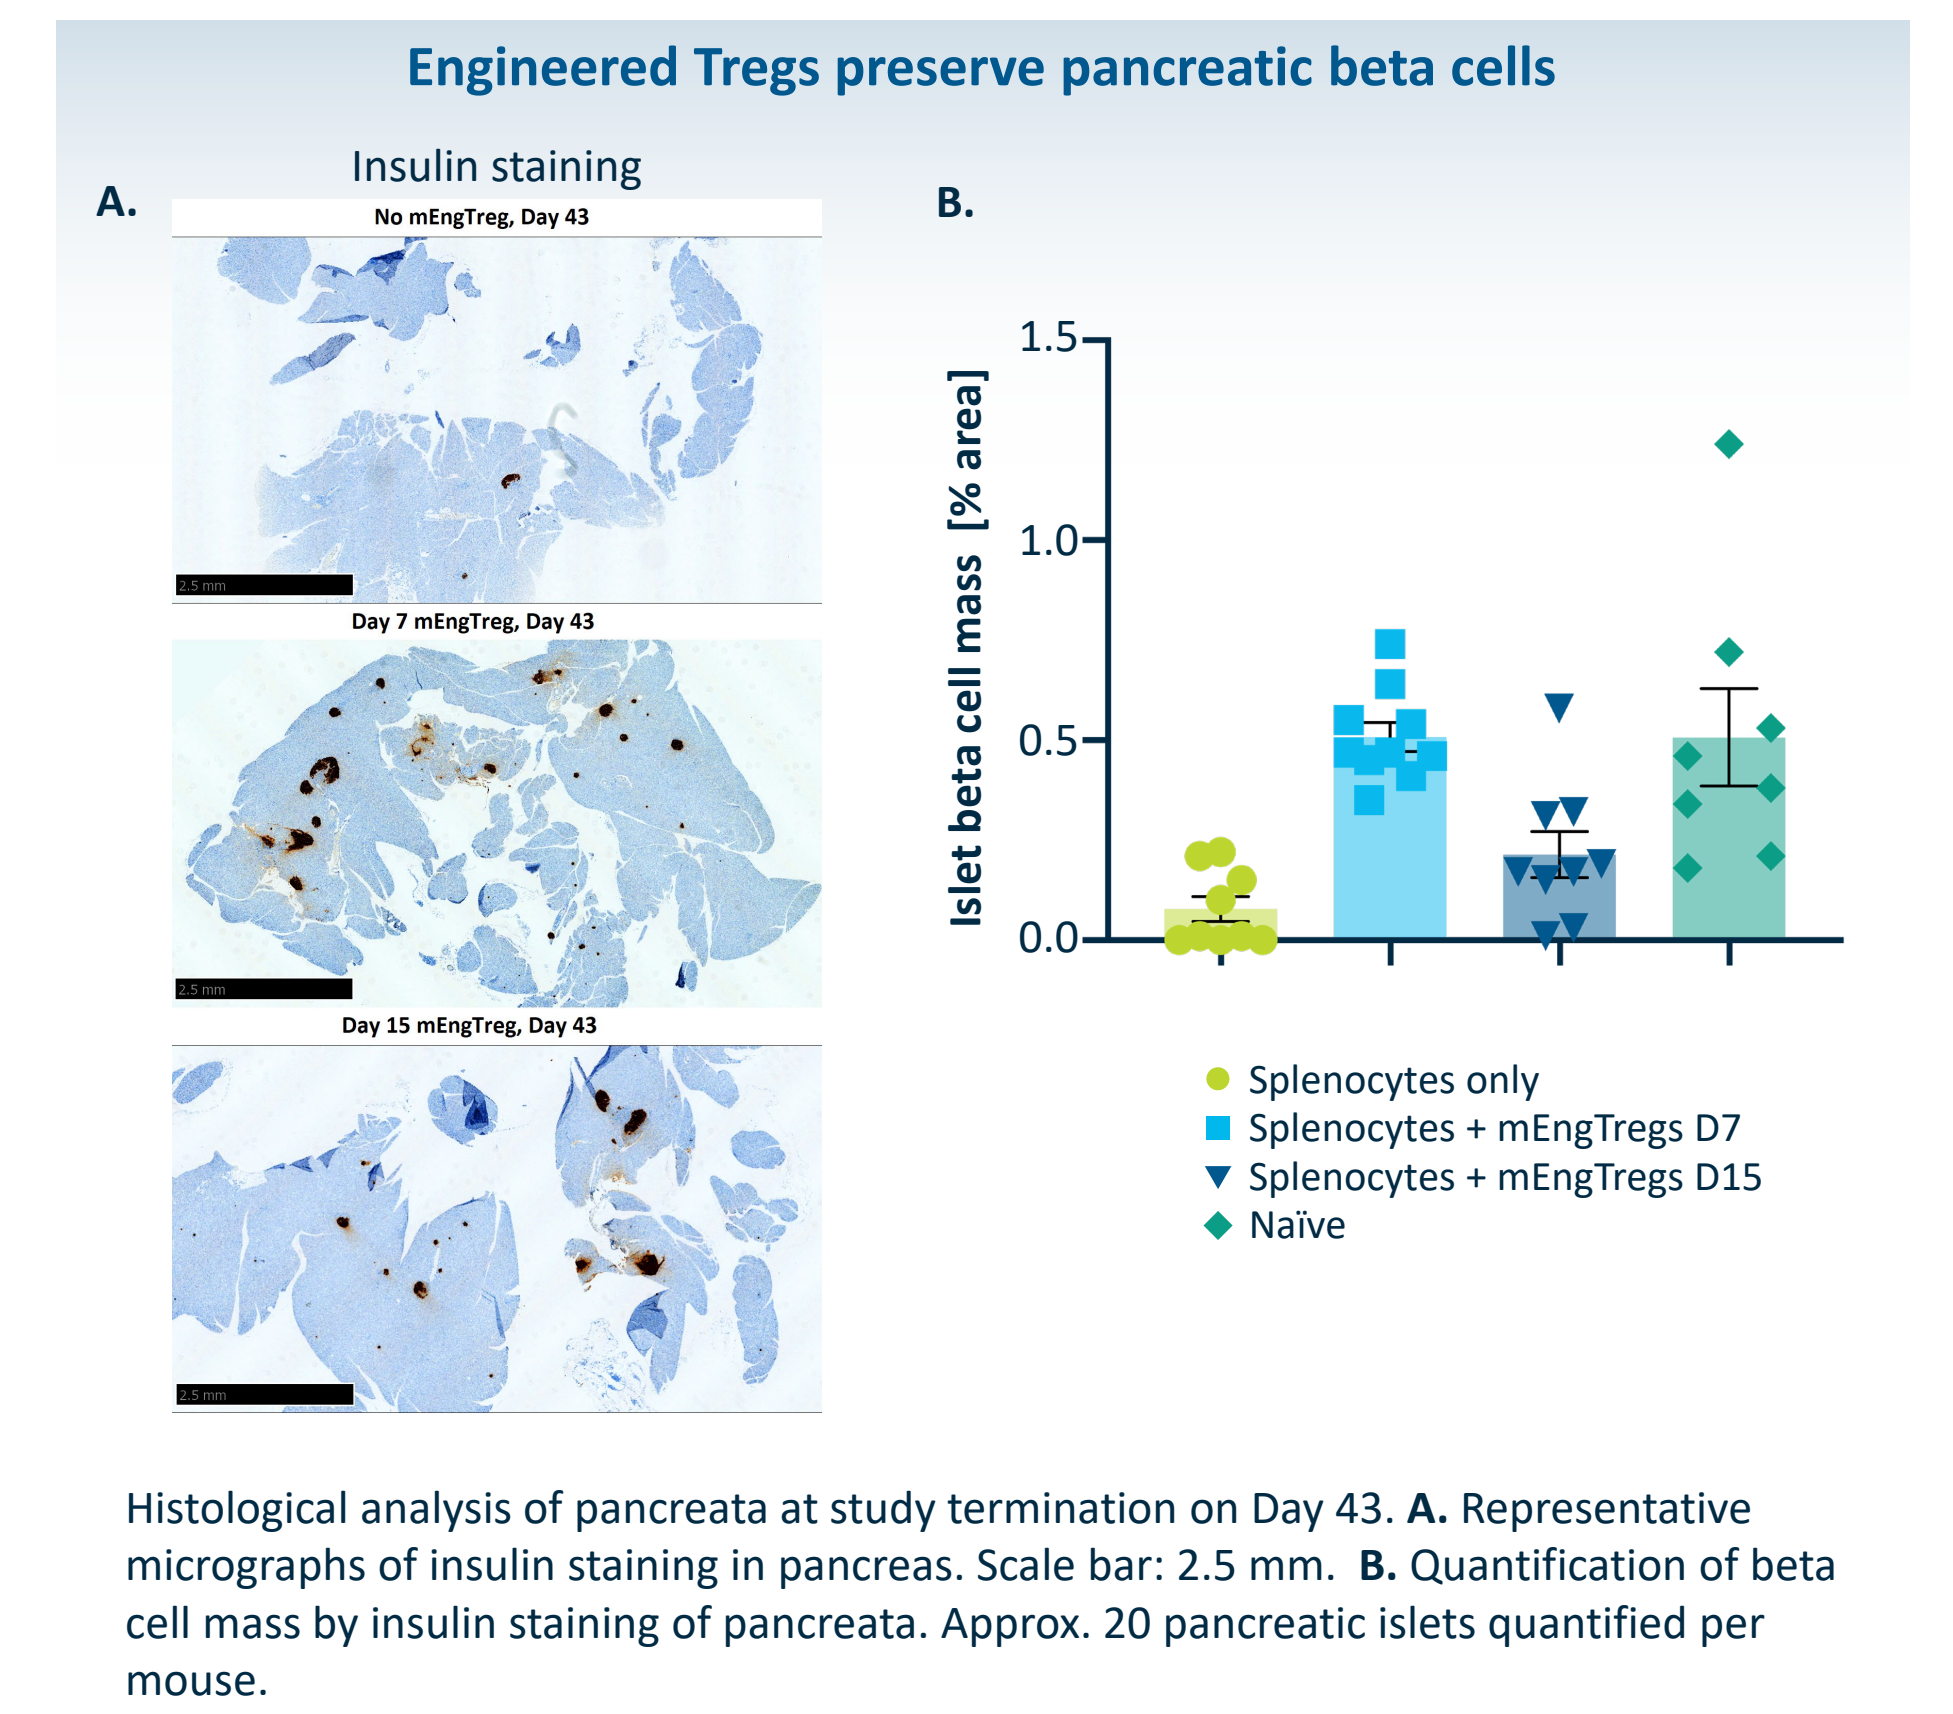 Engineered Tregs preserve pancreatic beta cells
Insulin staining
A.
No mEngTreg, Day 43
2.5 mm
Day 7 mEngTreg, Day 43
2.5 mm
Day 15 mEngTreg, Day 43
2.5 mm
B.
Islet beta cell mass [% area]
1.5
1.0
0.5
0.0
Splenocytes only
Splenocytes + mEngTregs D7
Splenocytes + mEngTregs D15
Naïve
Histological analysis of pancreata at study termination on Day 43. A. Representative
micrographs of insulin staining in pancreas. Scale bar: 2.5 mm. B. Quantification of beta
cell mass by insulin staining of pancreata. Approx. 20 pancreatic islets quantified per
mouse.